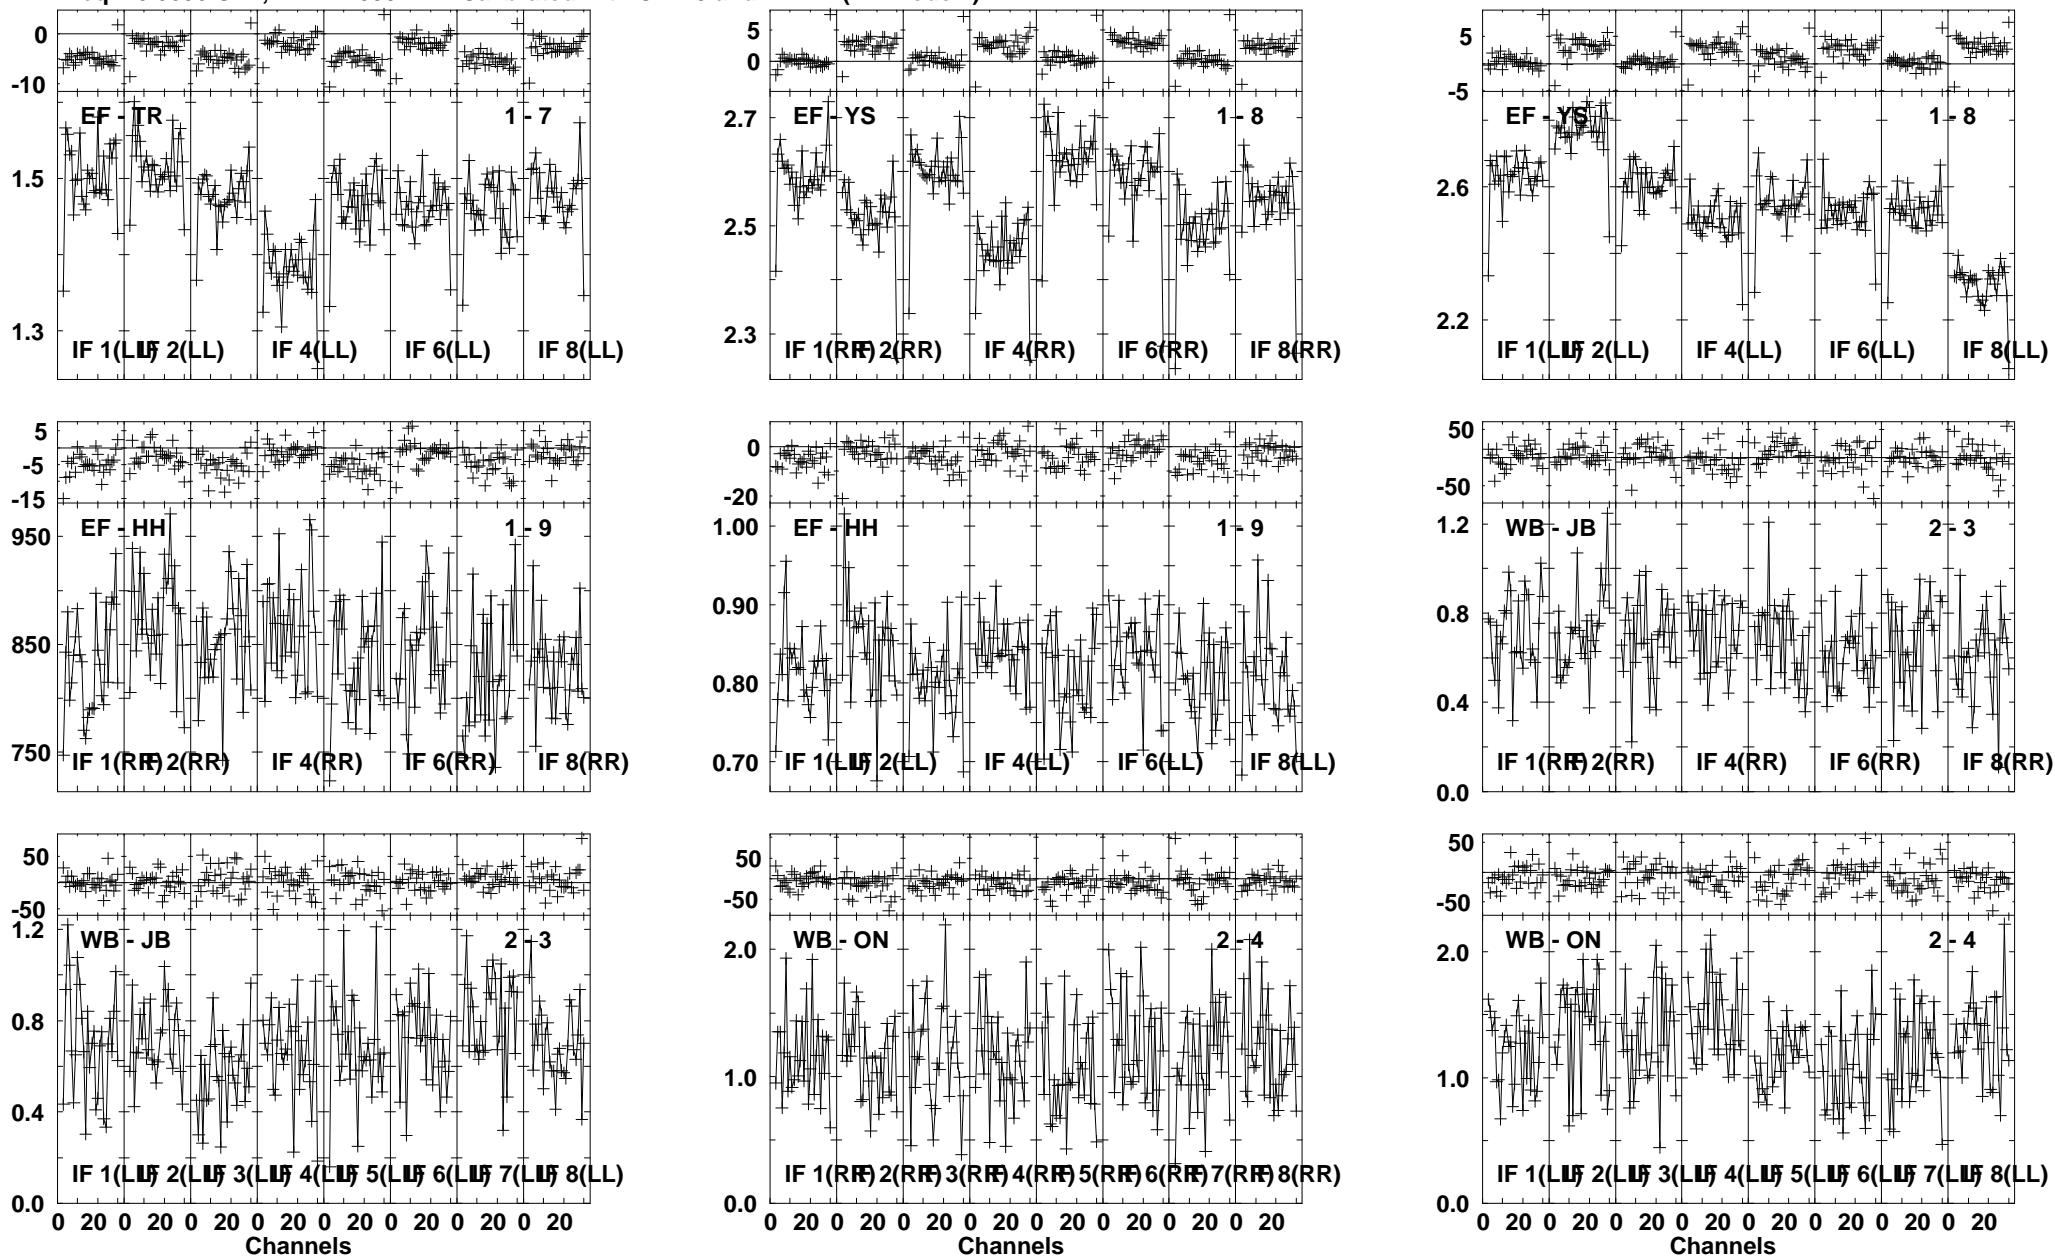 0 -10 EF - TR 1 - 7 1.5 1.3 IF 1(LL) IF 2(LL) IF 4(LL) IF 6(LL) IF 8(LL)
5 0 EF - YS 1 - 8 2.7 2.5 2.3 IF 1(RR) IF 2(RR) IF 4(RR) IF 6(RR) IF 8(RR)
5 -5 EF - YS 1 - 8 2.6 2.2 IF 1(LL) IF 2(LL) IF 4(LL) IF 6(LL) IF 8(LL)
5 -5 -15 EF - HH 1 - 9 950 850 750 IF 1(RR) IF 2(RR) IF 4(RR) IF 6(RR) IF 8(RR)
0 -20 EF - HH 1 - 9 1.00 0.90 0.80 0.70 IF 1(LL) IF 2(LL) IF 4(LL) IF 6(LL) IF 8(LL)
50 -50 WB - JB 2 - 3 1.2 0.8 0.4 0.0 IF 1(RR) IF 2(RR) IF 4(RR) IF 6(RR) IF 8(RR)
50 -50 WB - JB 2 - 3 1.2 0.8 0.4 0.0 IF 1(LL) IF 2(LL) IF 3(LL) IF 4(LL) IF 5(LL) IF 6(LL) IF 7(LL) IF 8(LL)
0 20 0 20 0 20 0 20 0 20 0 20 0 20 0 20
Channels
50 -50 WB - ON 2 - 4 2.0 1.0 0.0 IF 1(RR) IF 2(RR) IF 3(RR) IF 4(RR) IF 5(RR) IF 6(RR) IF 7(RR) IF 8(RR)
0 20 0 20 0 20 0 20 0 20 0 20 0 20 0 20
Channels
50 -50 WB - ON 2 - 4 2.0 1.0 0.0 IF 1(LL) IF 2(LL) IF 3(LL) IF 4(LL) IF 5(LL) IF 6(LL) IF 7(LL) IF 8(LL)
0 20 0 20 0 20 0 20 0 20 0 20 0 20 0 20
Channels